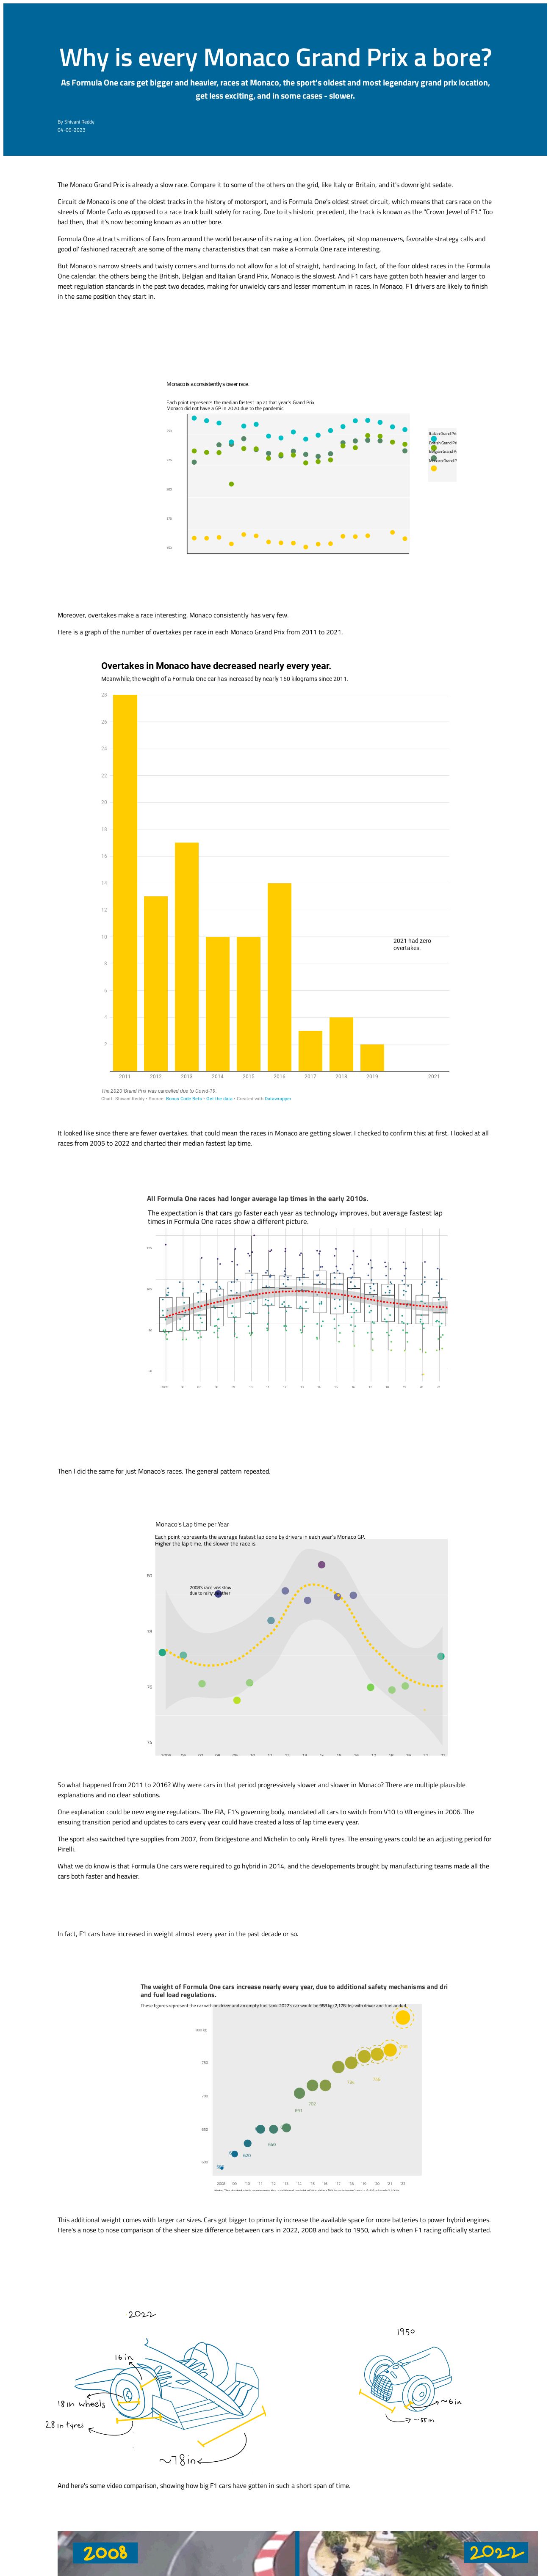 Why is every Monaco Grand Prix a bore?
As Formula One cars get bigger and heavier, races at Monaco, the sport's oldest and most legendary grand prix location,
get less exciting, and in some cases - slower.
By Shivani Reddy
04-09-2023
The Monaco Grand Prix is already a slow race. Compare it to some of the others on the grid, like Italy or Britain, and it's downright sedate.
Circuit de Monaco is one of the oldest tracks in the history of motorsport, and is Formula One's oldest street circuit, which means that cars race on the
streets of Monte Carlo as opposed to a race track built solely for racing. Due to its historic precedent, the track is known as the "Crown Jewel of F1." Too
bad then, that it's now becoming known as an utter bore.
Formula One attracts millions of fans from around the world because of its racing action. Overtakes, pit stop maneuvers, favorable strategy calls and
good ol' fashioned racecraft are some of the many characteristics that can make a Formula One race interesting.
But Monaco's narrow streets and twisty corners and turns do not allow for a lot of straight, hard racing. In fact, of the four oldest races in the Formula
One calendar, the others being the British, Belgian and Italian Grand Prix, Monaco is the slowest. And F1 cars have gotten both heavier and larger to
meet regulation standards in the past two decades, making for unwieldy cars and lesser momentum in races. In Monaco, F1 drivers are likely to finish
in the same position they start in.
Monaco is a consistently slower race.
Each point represents the median fastest lap at that year's Grand Prix.
Monaco did not have a GP in 2020 due to the pandemic.
Italian Grand Pri
British Grand Pri
Belgian Grand P
Monaco Grand P
Moreover, overtakes make a race interesting. Monaco consistently has very few.
Here is a graph of the number of overtakes per race in each Monaco Grand Prix from 2011 to 2021.
Overtakes in Monaco have decreased nearly every year.
Meanwhile, the weight of a Formula One car has increased by nearly 160 kilograms since 2011.
28
26
24
22
20
18
16
14
12
10
8
6
4
2
2021 had zero
overtakes.
2011 2012 2013 2014 2015 2016 2017 2018 2019 2021
The 2020 Grand Prix was cancelled due to Covid-19
Chart: Shivani Reddy • Source: Bonus Code Bets • Get the data • Created with Datawrapper
It looked like since there are fewer overtakes, that could mean the races in Monaco are getting slower. I checked to confirm this: at first, I looked at all
races from 2005 to 2022 and charted their median fastest lap time.
All Formula One races had longer average lap times in the early 2010s.
The expectation is that cars go faster each year as technology improves, but average fastest lap
times in Formula One races show a different picture.
Then I did the same for just Monaco's races. The general pattern repeated.
Monaco's Lap time per Year
Each point represents the average fastest lap done by drivers in each year's Monaco GP.
Higher the lap time, the slower the race is.
80
2008's race was slow
due to rainy weather
78
76
74
So what happened from 2011 to 2016? Why were cars in that period progressively slower and slower in Monaco? There are multiple plausible
explanations and no clear solutions.
One explanation could be new engine regulations. The FIA, F1's governing body, mandated all cars to switch from V10 to V8 engines in 2006. The
ensuing transition period and updates to cars every year could have created a loss of lap time every year.
The sport also switched tyre supplies from 2007, from Bridgestone and Michelin to only Pirelli tyres. The ensuing years could be an adjusting period for
Pirelli.
What we do know is that Formula One cars were required to go hybrid in 2014, and the developements brought by manufacturing teams made all the
cars both faster and heavier.
In fact, F1 cars have increased in weight almost every year in the past decade or so.
The weight of Formula One cars increase nearly every year, due to additional safety mechanisms and dri
and fuel load regulations.
These figures represent the car with no driver and an empty fuel tank. 2022's car would be 988 kg (2,178 lbs) with driver and fuel added.
800 kg
750
700
650
600
620
640
691
702
2008 '09 '10 '11 '12 '13 '14 '15 '16 '17 '18 '19 '20 '21 '22
This additional weight comes with larger car sizes. Cars got bigger to primarily increase the available space for more batteries to power hybrid engines.
Here's a nose to nose comparison of the sheer size difference between cars in 2022, 2008 and back to 1950, which is when F1 racing officially started.
2022
1950
16 in
18 in wheels
28 in tyres
~78 in
~6 in
~55 in
And here's some video comparison, showing how big F1 cars have gotten in such a short span of time.
2008
2022